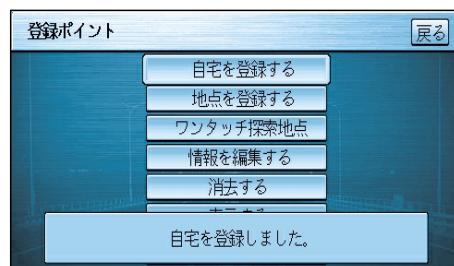 登録ポイント
戻る
自宅を登録する
地点を登録する
ワンタッチ探索地点
情報を編集する
消去する
自宅を登録しました。